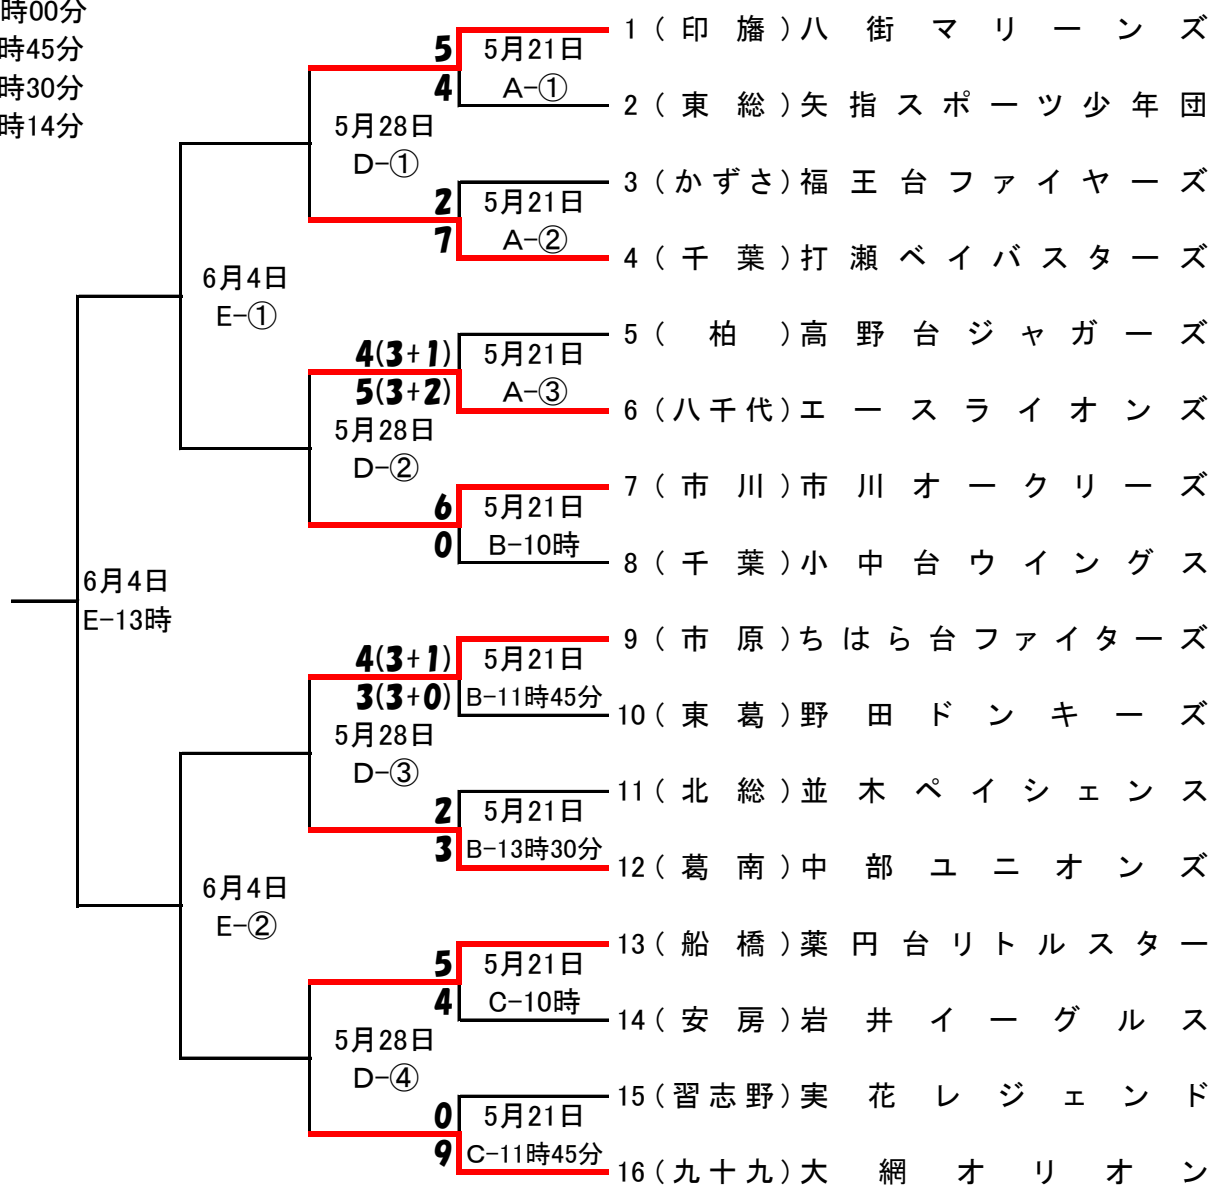 時00分
時45分
時30分
時14分
1（印旛）八街マリーンズ
5 5月21日
4 A-①
2（東総）矢指スポーツ少年団
5月28日
D-①
3（かずさ）福王台ファイヤーズ
2 5月21日
7 A-②
4（千葉）打瀬ベイバスターズ
6月4日
E-①
5（柏）高野台ジャガーズ
4(3+1) 5月21日
5(3+2) A-③
6（八千代）エースライオンズ
5月28日
D-②
7（市川）市川オークリーズ
6 5月21日
0 B-10時
8（千葉）小中台ウイングス
6月4日
E-13時
9（市原）ちはら台ファイターズ
4(3+1) 5月21日
3(3+0) B-11時45分
10（東葛）野田ドンキーズ
5月28日
D-③
11（北総）並木ペイシェンス
2 5月21日
3 B-13時30分
12（葛南）中部ユニオンズ
6月4日
E-②
13（船橋）薬円台リトルスター
5 5月21日
4 C-10時
14（安房）岩井イーグルス
5月28日
D-④
15（習志野）実花レジェンド
0 5月21日
9 C-11時45分
16（九十九）大網オリオン